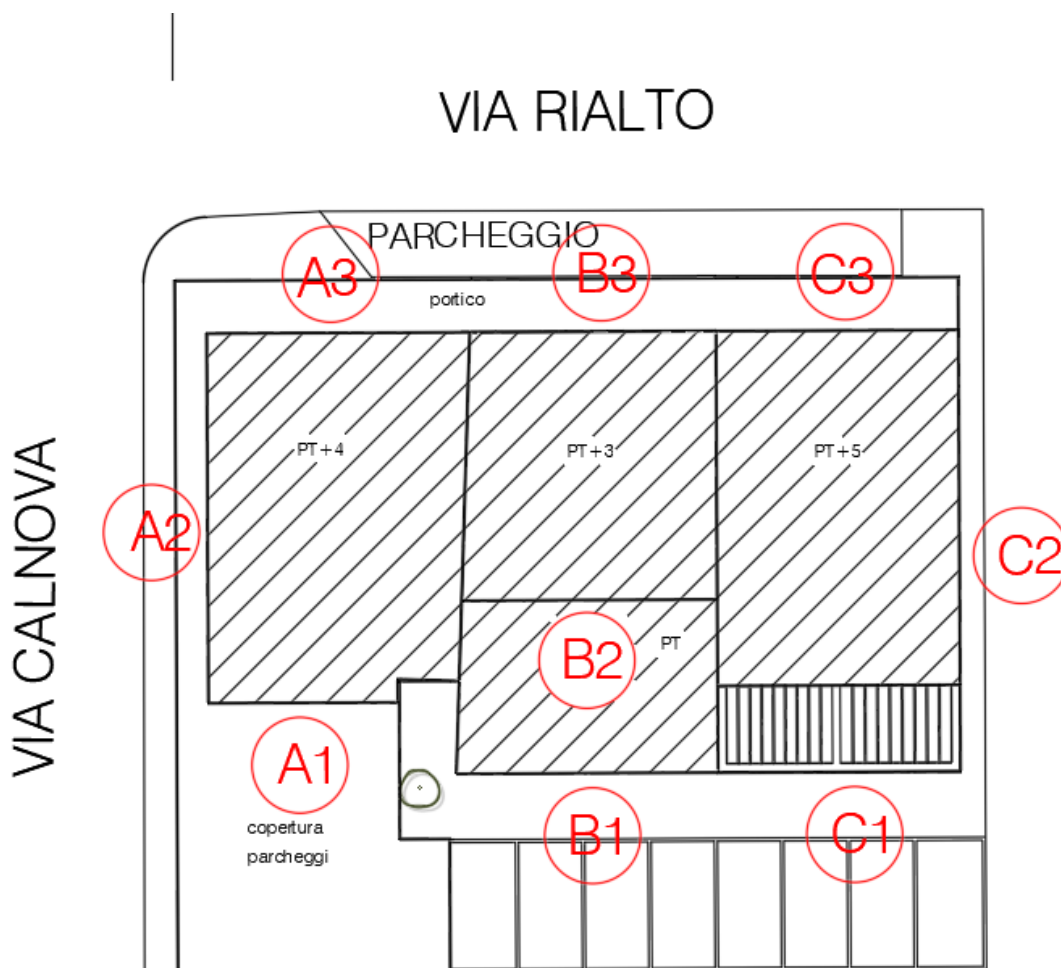 VIA RIALTO
PARCHEGGIO
A3
B3
C3
portico
PT+4
PT+3
PT+5
VIA CALNOVA
A2
C2
B2
PT
A1
copertura
parcheggi
B1
C1